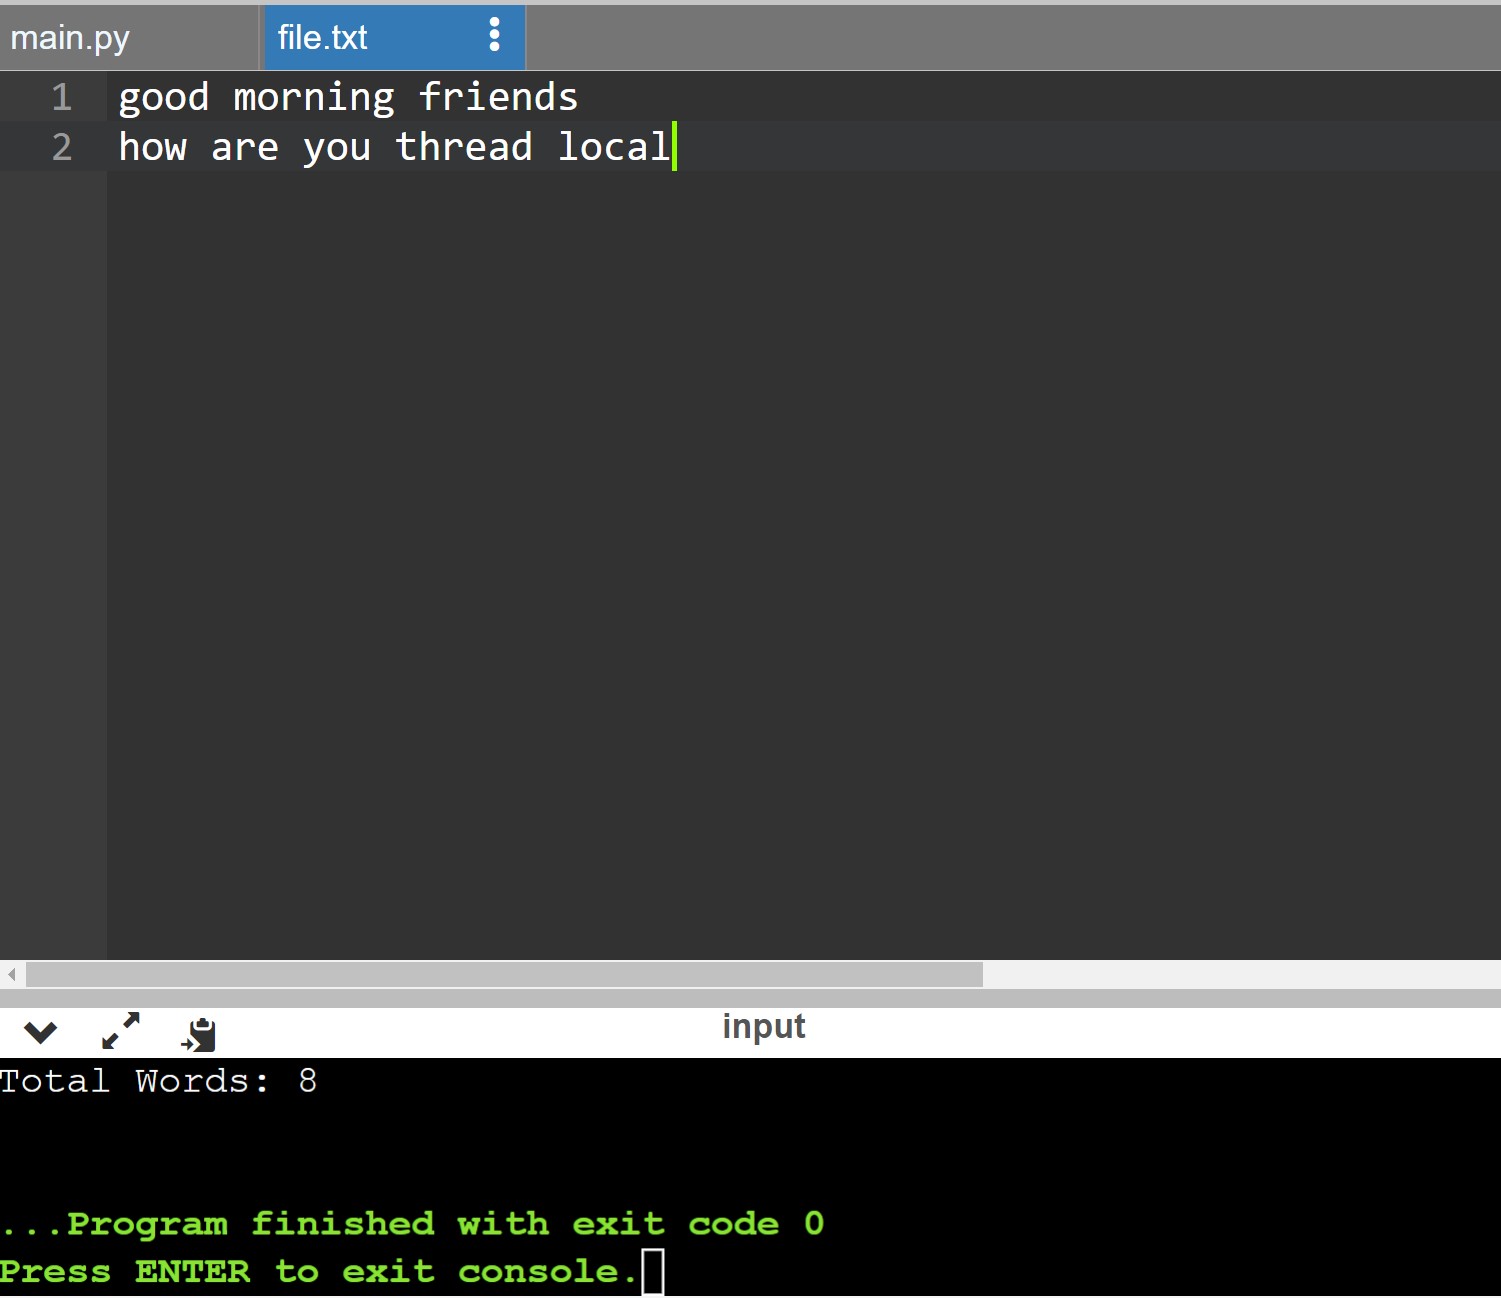 main.py
file.txt
1 good morning friends
2 how are you thread local
input
Total Words: 8
...Program finished with exit code 0
Press ENTER to exit console.